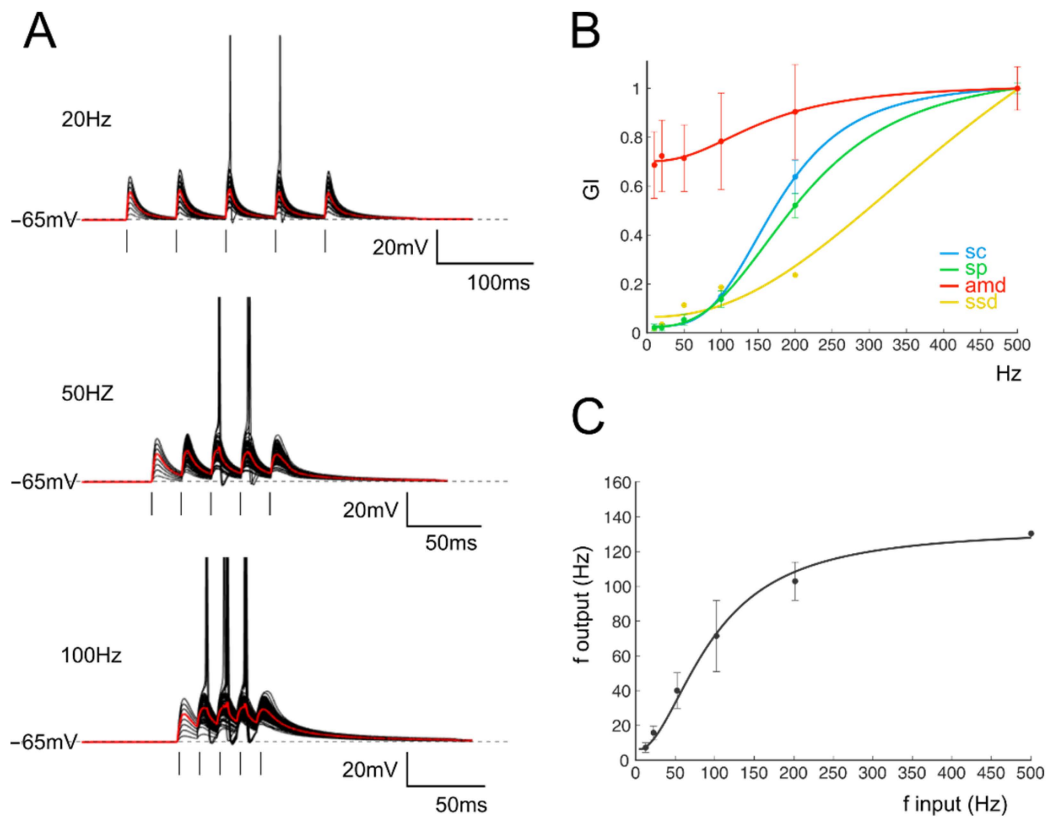 A
20Hz
−65mV
20mV
100ms
50HZ
−65mV
20mV
50ms
100Hz
−65mV
20mV
50ms
B
1
0.8
0.6
0.4
0.2
0
GI
sc
sp
amd
ssd
0 50 100 150 200 250 300 350 400 450 500
Hz
C
160
140
120
100
80
60
40
20
0
f output (Hz)
0 50 100 150 200 250 300 350 400 450 500
f input (Hz)